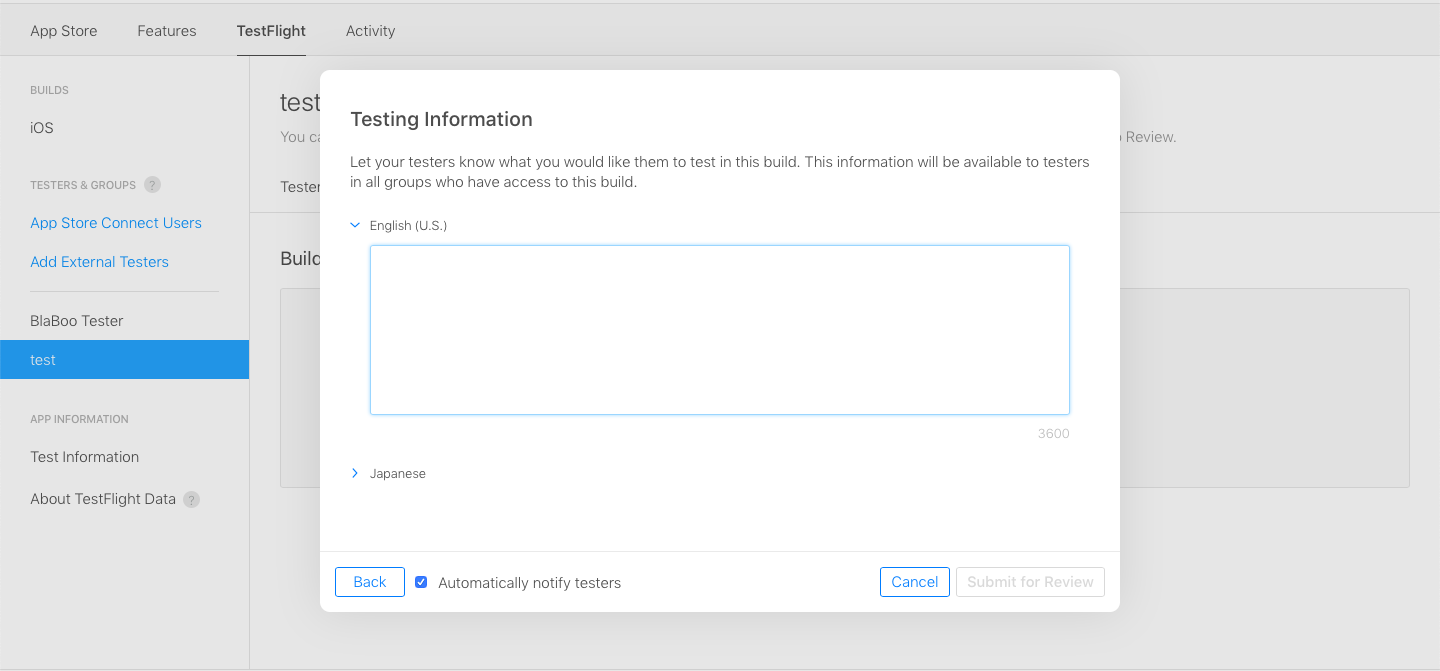 App Store Features TestFlight Activity
BUILDS
iOS
TESTERS & GROUPS ?
App Store Connect Users
Add External Testers
BlaBoo Tester
test
APP INFORMATION
Test Information
About TestFlight Data ?
test
You ca
Review.
Tester
Build
Testing Information
Let your testers know what you would like them to test in this build. This information will be available to testers
in all groups who have access to this build.
English (U.S.)
3600
Japanese
Back Automatically notify testers Cancel Submit for Review